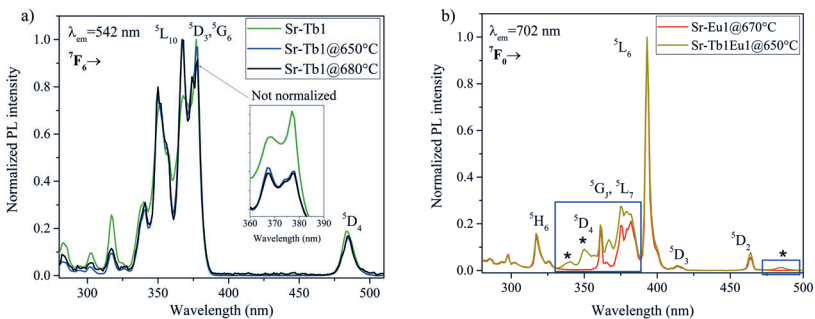 a)
λem=542 nm
⁷F₆→
⁵L₁₀
⁵D₃,⁵G₆
Sr-Tb1
Sr-Tb1@650°C
Sr-Tb1@680°C
Not normalized
⁵D₄
360 370 380 390
Wavelength (nm)
Normalized PL intensity
1.0
0.8
0.6
0.4
0.2
0.0
300 350 400 450 500
Wavelength (nm)
b)
λem=702 nm
⁷F₀→
⁵L₆
Sr-Eu1@670°C
Sr-Tb1Eu1@650°C
⁵GJ, ⁵L₇
⁵H₆
⁵D₄
*
*
⁵D₃
⁵D₂
*
Normalized PL intensity
1.0
0.8
0.6
0.4
0.2
0.0
300 350 400 450 500
Wavelength (nm)